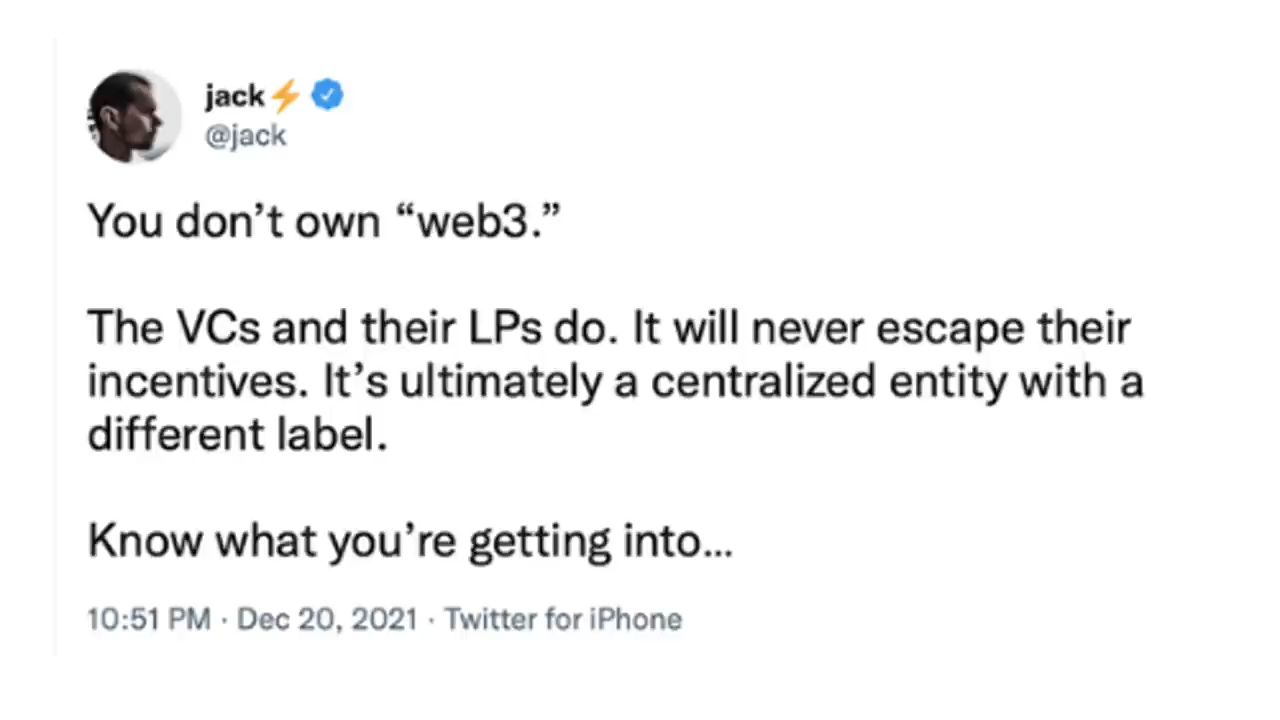 jack⚡
@jack
You don’t own “web3.”
The VCs and their LPs do. It will never escape their
incentives. It’s ultimately a centralized entity with a
different label.
Know what you’re getting into...
10:51 PM · Dec 20, 2021 · Twitter for iPhone